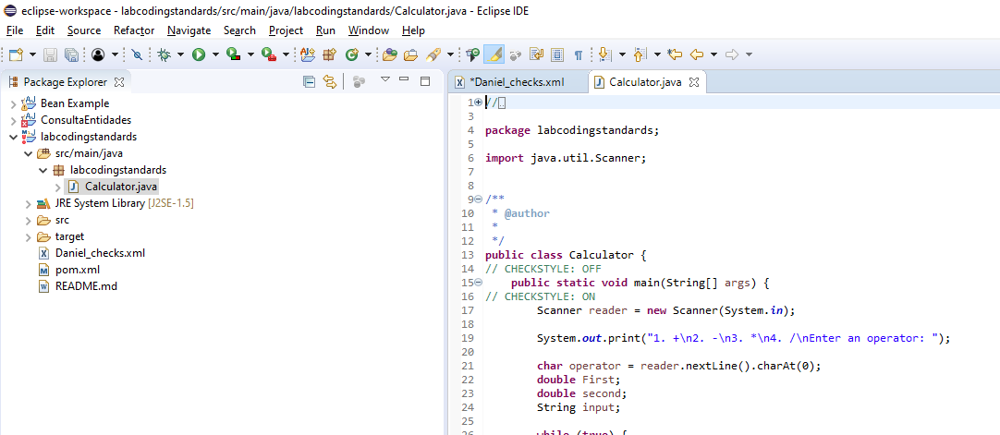 eclipse-workspace - labcodingstandards/src/main/java/labcodingstandards/Calculator.java - Eclipse IDE
File Edit Source Refactor Navigate Search Project Run Window Help
Package Explorer
Bean Example
ConsultaEntidades
labcodingstandards
src/main/java
labcodingstandards
Calculator.java
JRE System Library [J2SE-1.5]
src
target
Daniel_checks.xml
pom.xml
README.md
*Daniel_checks.xml Calculator.java
1 //
3
4 package labcodingstandards;
5
6 import java.util.Scanner;
7
8
9 /**
10 * @author
11 *
12 */
13 public class Calculator {
14 // CHECKSTYLE: OFF
15 public static void main(String[] args) {
16 // CHECKSTYLE: ON
17 Scanner reader = new Scanner(System.in);
18
19 System.out.print("1. +\n2. -\n3. *\n4. /\nEnter an operator: ");
20
21 char operator = reader.nextLine().charAt(0);
22 double First;
23 double second;
24 String input;
25
26 while (true) {